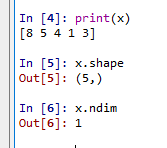 In [4]: print(x)
[8 5 4 1 3]
In [5]: x.shape
Out[5]: (5,)
In [6]: x.ndim
Out[6]: 1